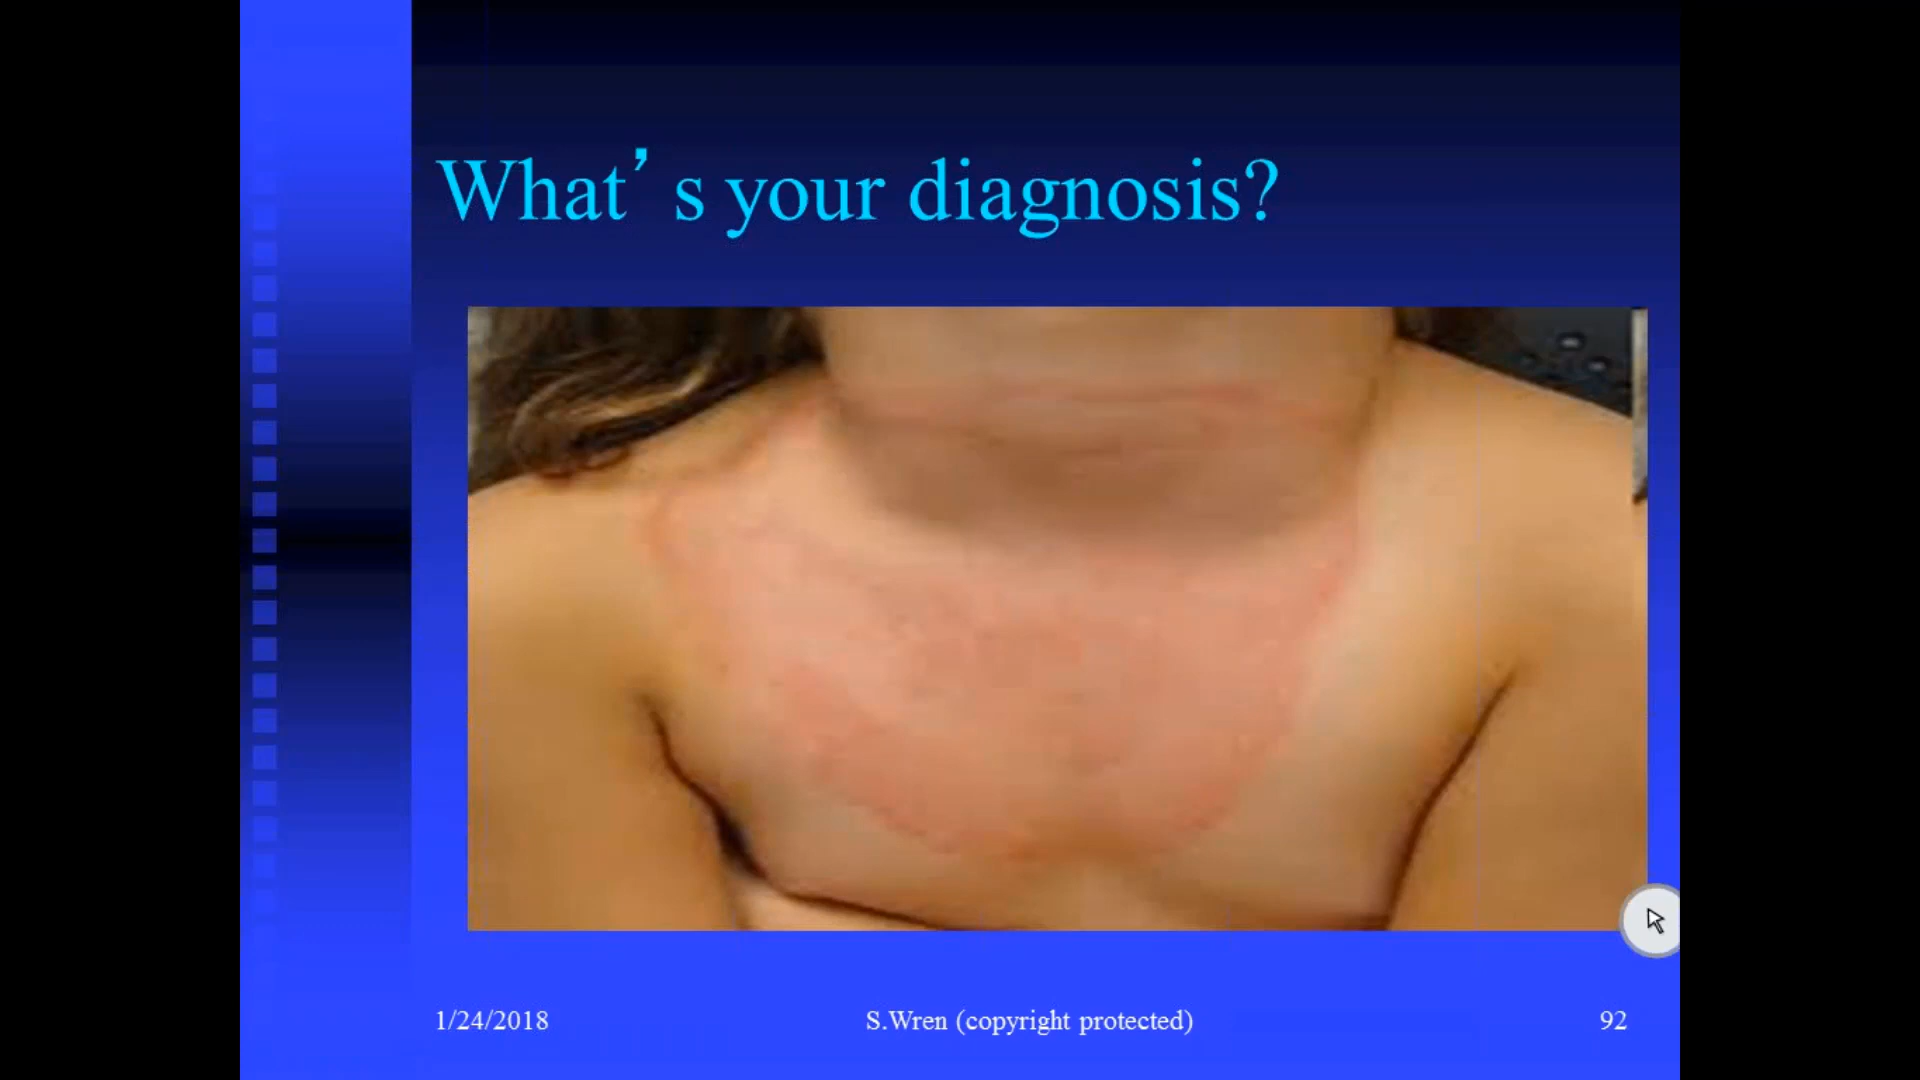 What’s your diagnosis?
1/24/2018
S.Wren (copyright protected)
92